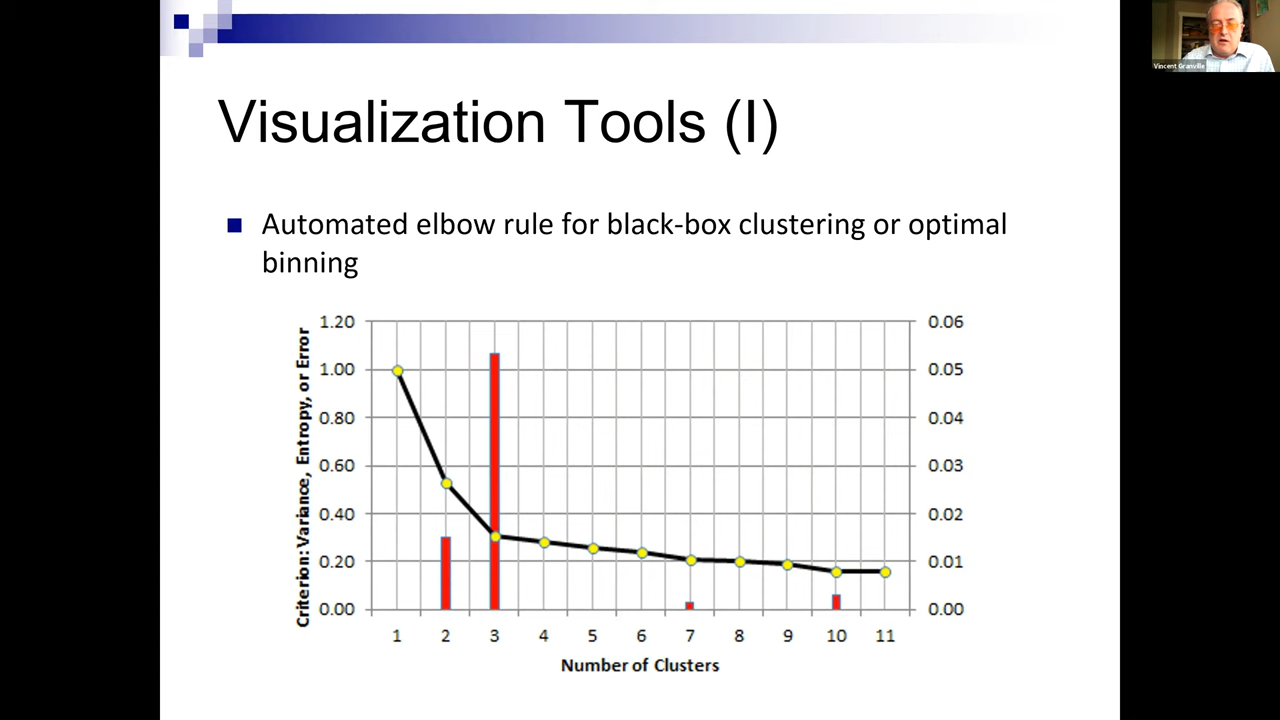 Vincent Granville
Visualization Tools (I)
Automated elbow rule for black-box clustering or optimal
binning
Criterion: Variance, Entropy, or Error
1.20
1.00
0.80
0.60
0.40
0.20
0.00
0.06
0.05
0.04
0.03
0.02
0.01
0.00
1 2 3 4 5 6 7 8 9 10 11
Number of Clusters